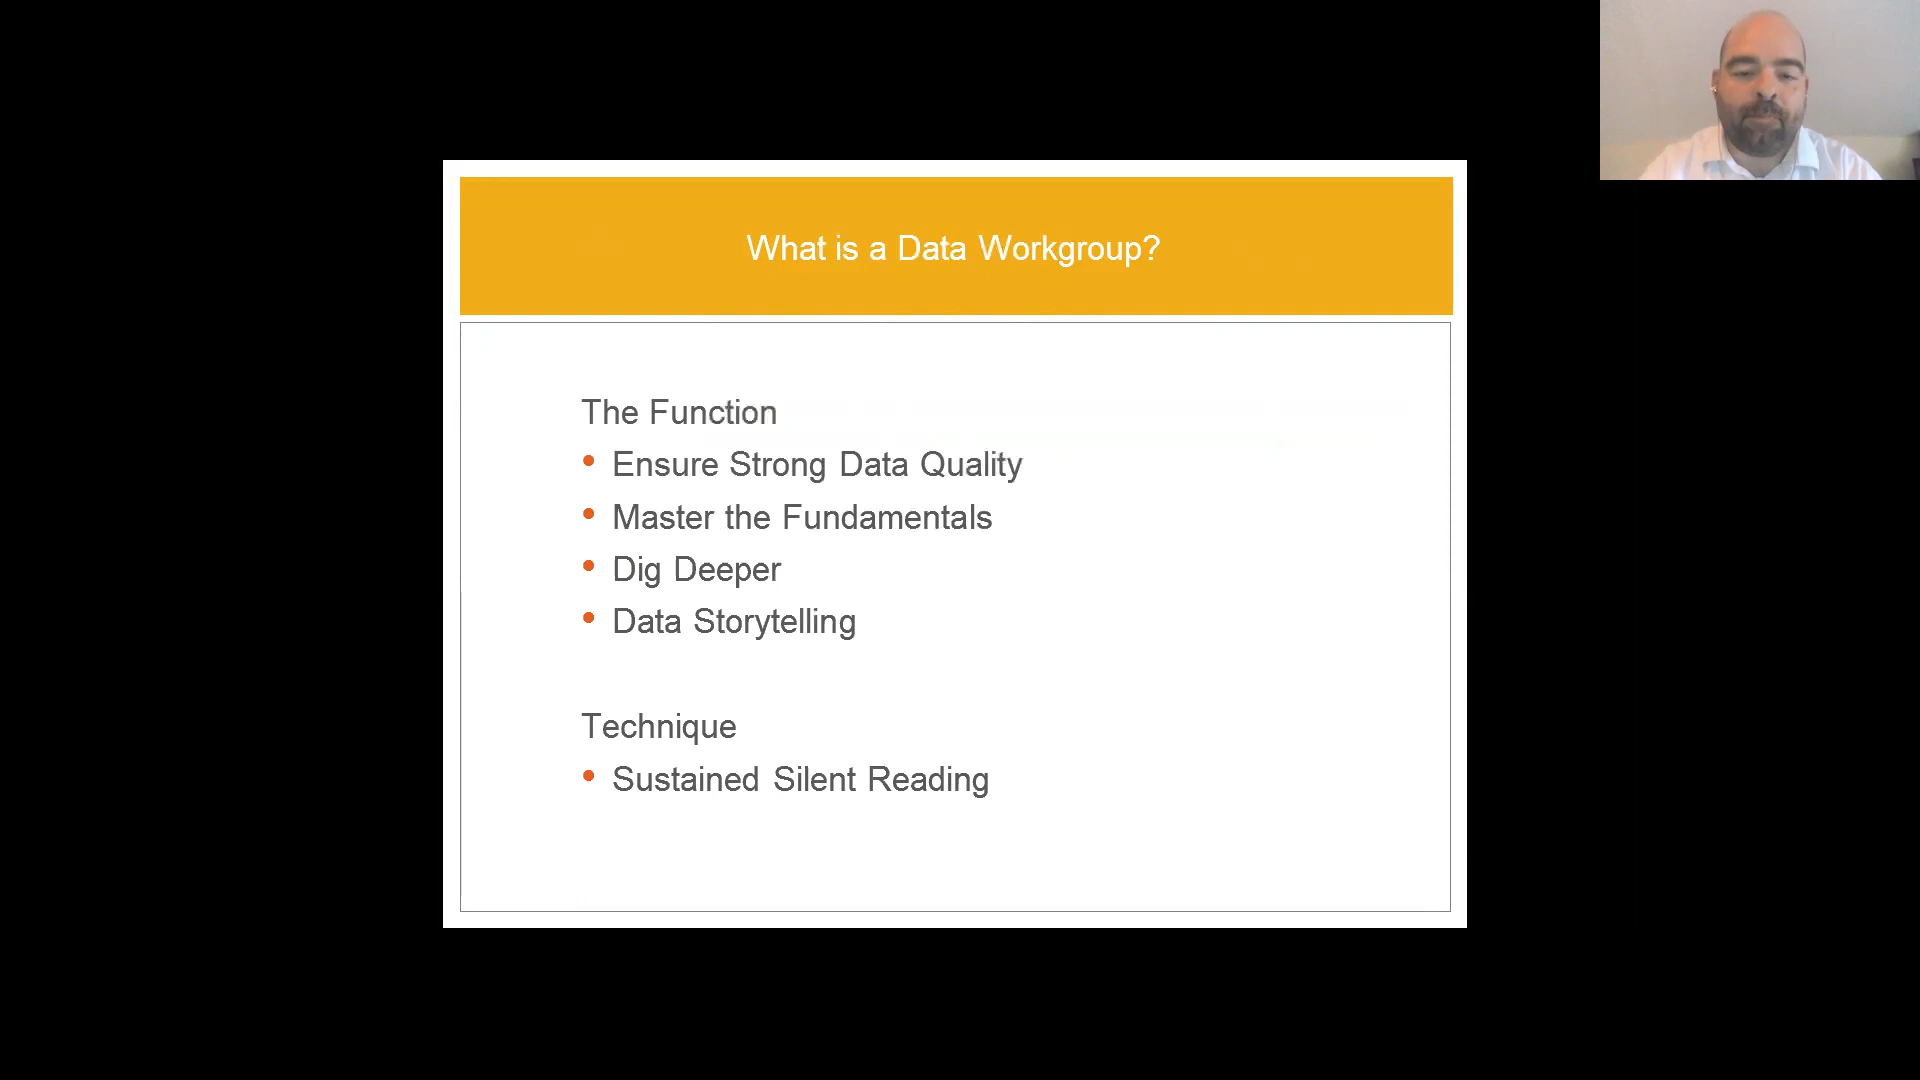 What is a Data Workgroup?
The Function
• Ensure Strong Data Quality
• Master the Fundamentals
• Dig Deeper
• Data Storytelling
Technique
• Sustained Silent Reading